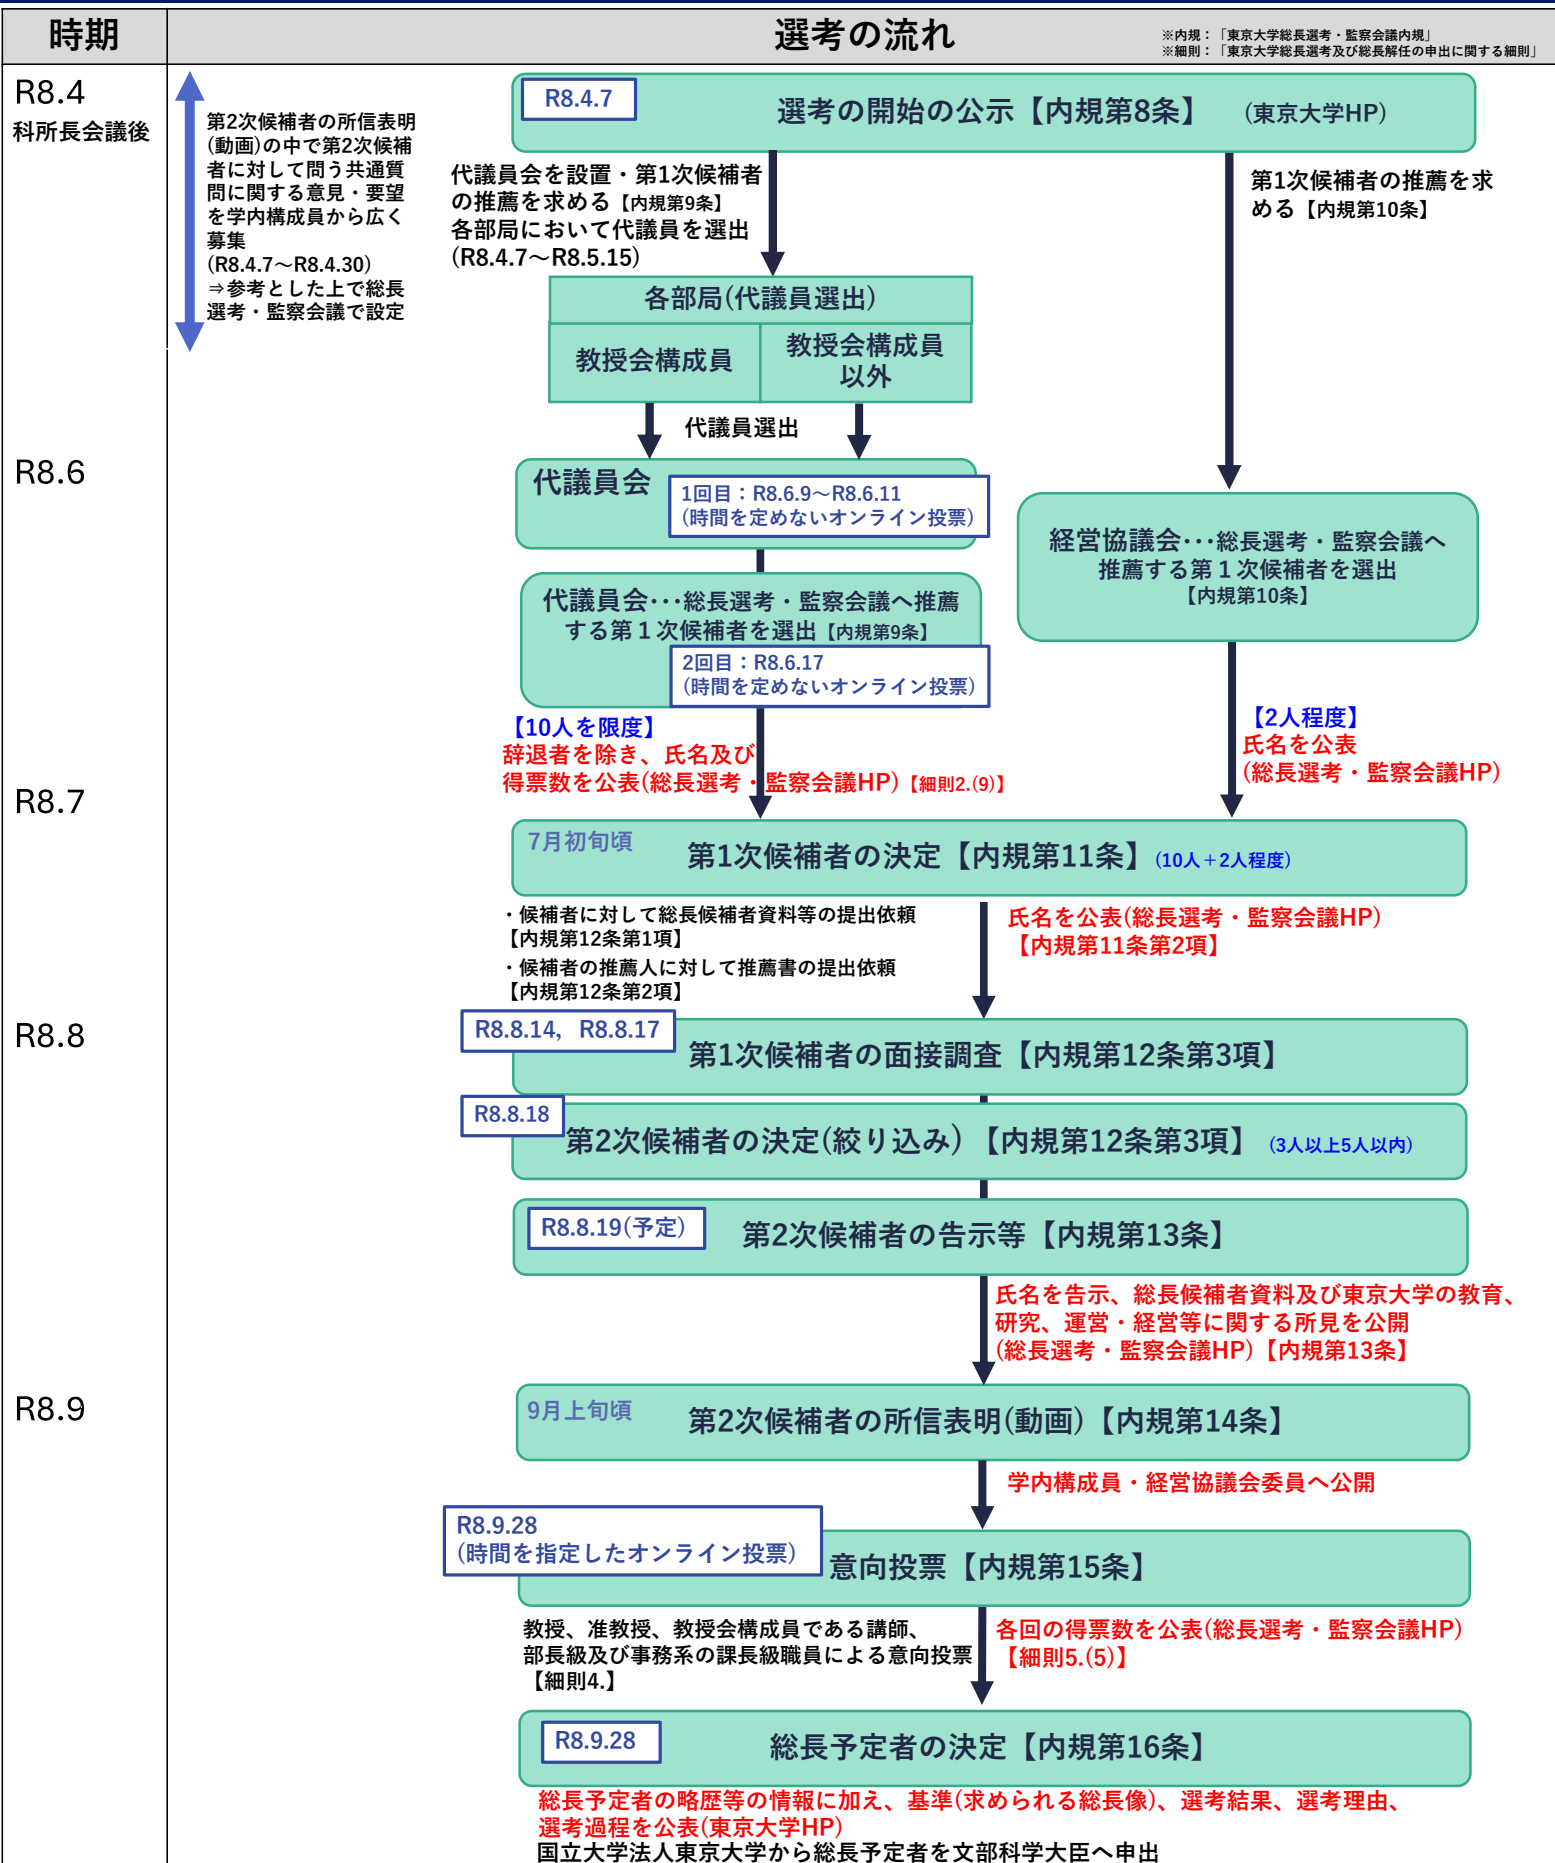 時期
選考の流れ
※内規：「東京大学総長選考・監察会議内規」
※細則：「東京大学総長選考及び総長解任の申出に関する細則」
R8.4
科所長会議後
第2次候補者の所信表明
(動画)の中で第2次候補
者に対して問う共通質
問に関する意見・要望
を学内構成員から広く
募集
(R8.4.7～R8.4.30)
⇒参考とした上で総長
選考・監察会議で設定
R8.4.7
選考の開始の公示【内規第8条】 (東京大学HP)
代議員会を設置・第1次候補者
の推薦を求める【内規第9条】
各部局において代議員を選出
(R8.4.7～R8.5.15)
第1次候補者の推薦を求
める【内規第10条】
各部局(代議員選出)
教授会構成員
教授会構成員
以外
代議員選出
R8.6
代議員会
1回目：R8.6.9～R8.6.11
(時間を定めないオンライン投票)
経営協議会･･･総長選考・監察会議へ
推薦する第１次候補者を選出
【内規第10条】
代議員会･･･総長選考・監察会議へ推薦
する第１次候補者を選出【内規第9条】
2回目：R8.6.17
(時間を定めないオンライン投票)
【10人を限度】
辞退者を除き、氏名及び
得票数を公表(総長選考・監察会議HP)【細則2.(9)】
【2人程度】
氏名を公表
(総長選考・監察会議HP)
R8.7
7月初旬頃
第1次候補者の決定【内規第11条】(10人＋2人程度)
・候補者に対して総長候補者資料等の提出依頼
【内規第12条第1項】
・候補者の推薦人に対して推薦書の提出依頼
【内規第12条第2項】
氏名を公表(総長選考・監察会議HP)
【内規第11条第2項】
R8.8
R8.8.14，R8.8.17
第1次候補者の面接調査【内規第12条第3項】
R8.8.18
第2次候補者の決定(絞り込み)【内規第12条第3項】 (3人以上5人以内)
R8.8.19(予定)
第2次候補者の告示等【内規第13条】
氏名を告示、総長候補者資料及び東京大学の教育、
研究、運営・経営等に関する所見を公開
(総長選考・監察会議HP)【内規第13条】
R8.9
9月上旬頃
第2次候補者の所信表明(動画)【内規第14条】
学内構成員・経営協議会委員へ公開
R8.9.28
(時間を指定したオンライン投票)
意向投票【内規第15条】
教授、准教授、教授会構成員である講師、
部長級及び事務系の課長級職員による意向投票
【細則4.】
各回の得票数を公表(総長選考・監察会議HP)
【細則5.(5)】
R8.9.28
総長予定者の決定【内規第16条】
総長予定者の略歴等の情報に加え、基準(求められる総長像)、選考結果、選考理由、
選考過程を公表(東京大学HP)
国立大学法人東京大学から総長予定者を文部科学大臣へ申出